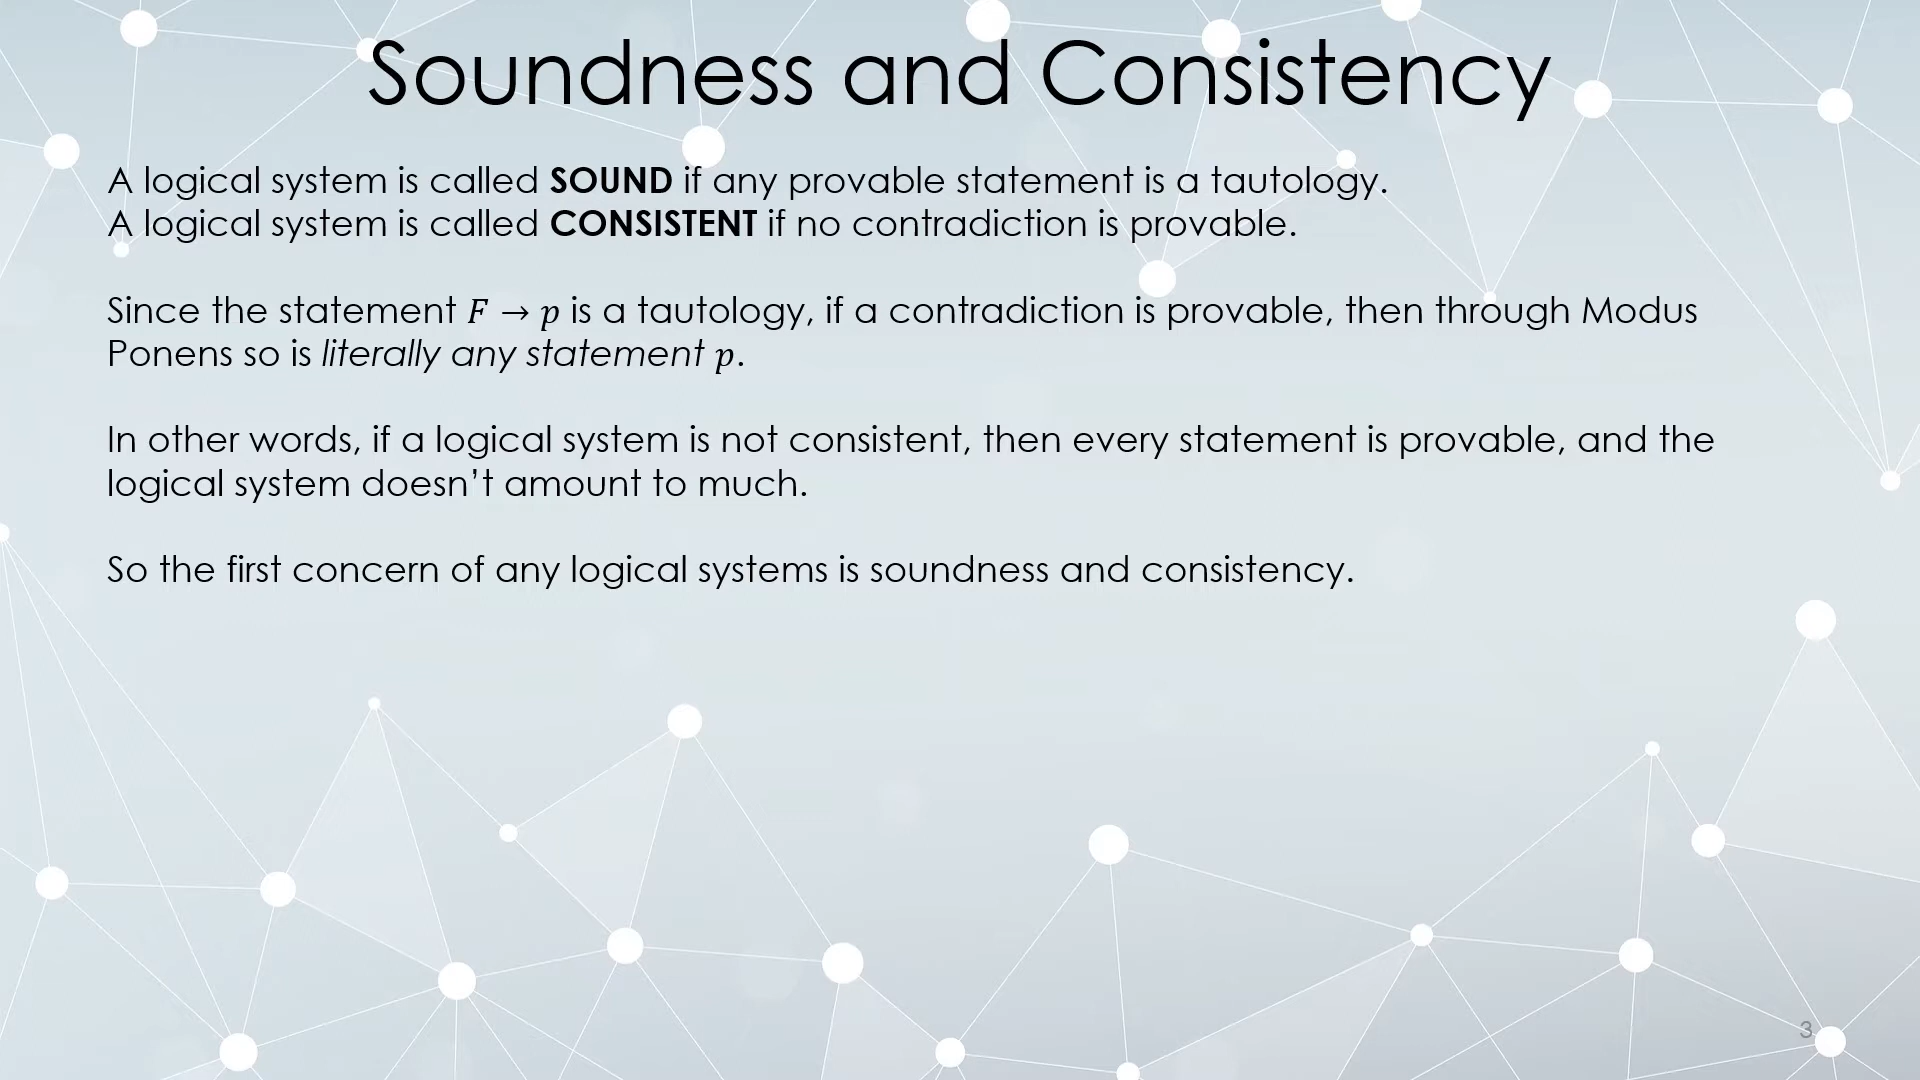 Soundness and Consistency
A logical system is called SOUND if any provable statement is a tautology.
A logical system is called CONSISTENT if no contradiction is provable.
Since the statement F → p is a tautology, if a contradiction is provable, then through Modus
Ponens so is literally any statement p.
In other words, if a logical system is not consistent, then every statement is provable, and the
logical system doesn’t amount to much.
So the first concern of any logical systems is soundness and consistency.
3